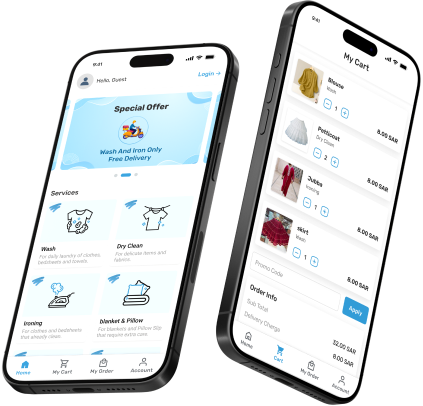 9:41
Hello, Guest
Login →
Special Offer
Wash And Iron Only
Free Delivery
Services
Wash
For daily laundry of clothes,
bedsheets and towels.
Dry Clean
For delicate items and
fabrics.
Ironing
For clothes and bedsheets
that already clean.
blanket & Pillow
For blankets and Pillow Slip
that require extra care.
Home
My Cart
My Order
Account
9:41
My Cart
Blouse
1
8.00 SAR
Petticoat
Dry Clean
2
8.00 SAR
Jubba
Ironing
1
8.00 SAR
skirt
1
8.00 SAR
Promo Code
Apply
Order Info
Sub Total
32.00 SAR
Delivery Charge
8.00 SAR
Home
Cart
My Order
Account